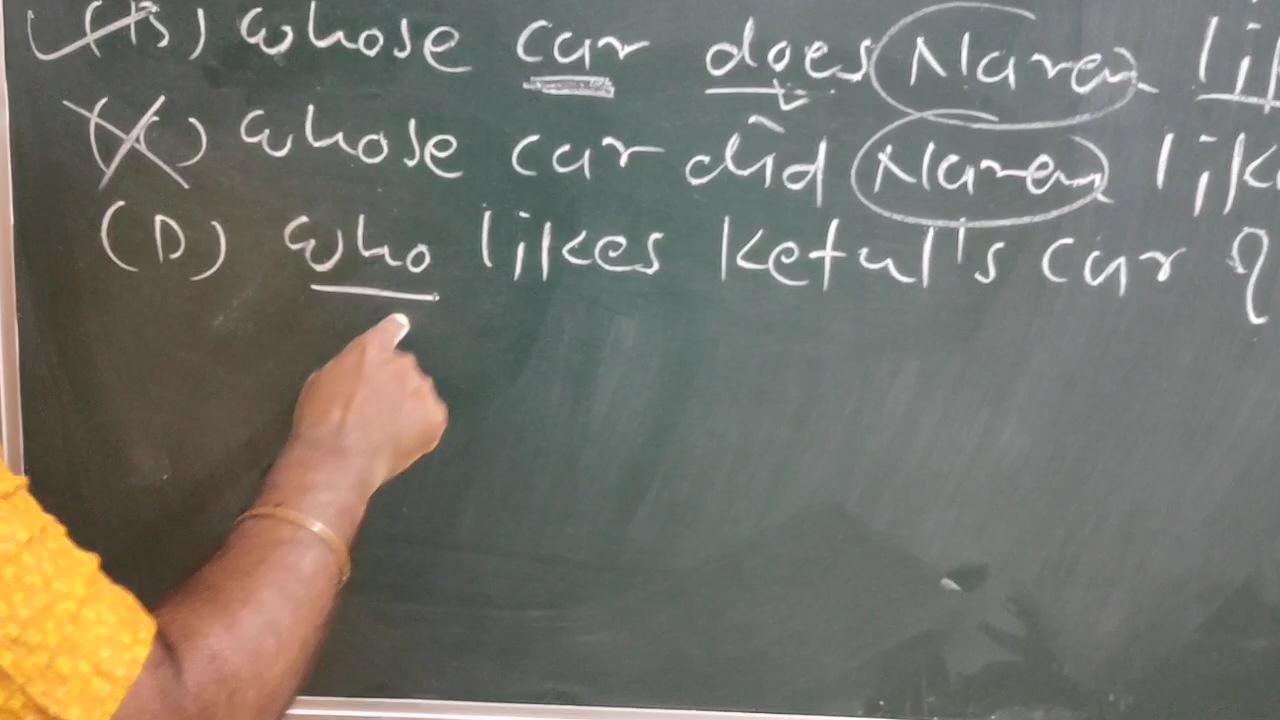 (B) whose car does Naren lik
(C) whose car did Naren like
(D) who likes ketul's car ?